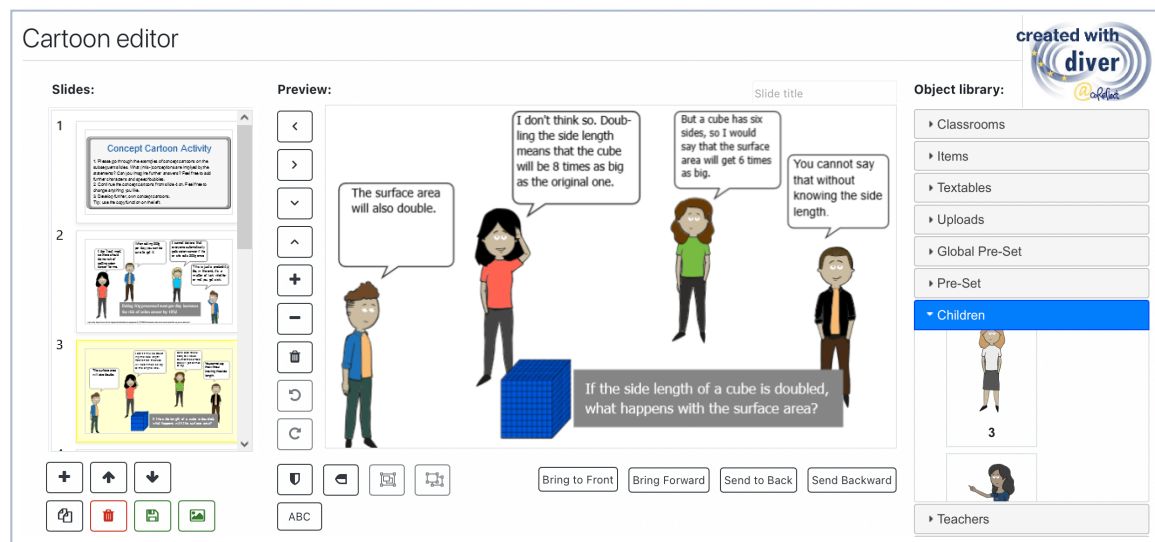 Cartoon editor
created with
diver
Slides:
Preview:
Slide title
Object library:
1
Concept Cartoon Activity
2
3
The surface area
will also double.
I don't think so. Doub-
ling the side length
means that the cube
will be 8 times as big
as the original one.
But a cube has six
sides, so I would
say that the surface
area will get 6 times
as big.
You cannot say
that without
knowing the side
length.
If the side length of a cube is doubled,
what happens with the surface area?
Classrooms
Items
Textables
Uploads
Global Pre-Set
Pre-Set
Children
3
Teachers
Bring to Front
Bring Forward
Send to Back
Send Backward
ABC